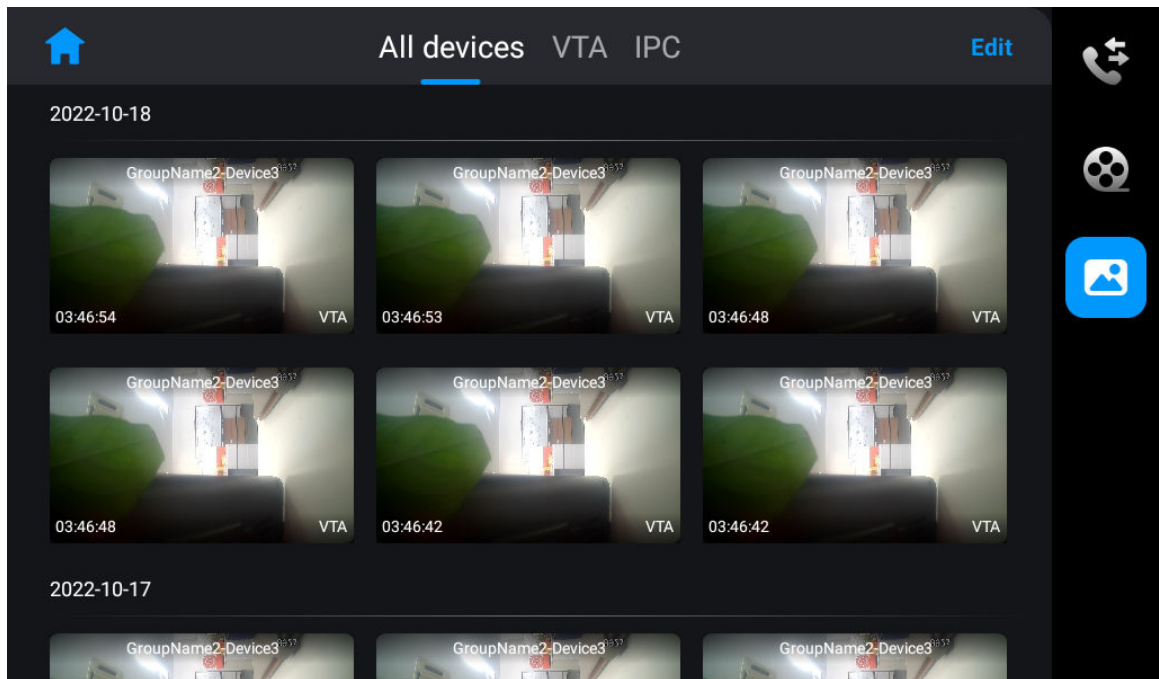 All devices VTA IPC Edit
2022-10-18
GroupName2-Device3 GroupName2-Device3 GroupName2-Device3
03:46:54 VTA 03:46:53 VTA 03:46:48 VTA
GroupName2-Device3 GroupName2-Device3 GroupName2-Device3
03:46:48 VTA 03:46:42 VTA 03:46:42 VTA
2022-10-17
GroupName2-Device3 GroupName2-Device3 GroupName2-Device3